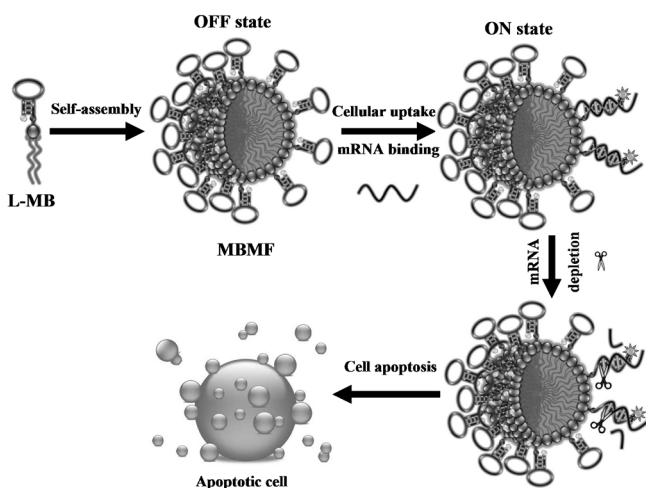 OFF state
ON state
Self-assembly
Cellular uptake
mRNA binding
L-MB
MBMF
mRNA
depletion
Cell apoptosis
Apoptotic cell